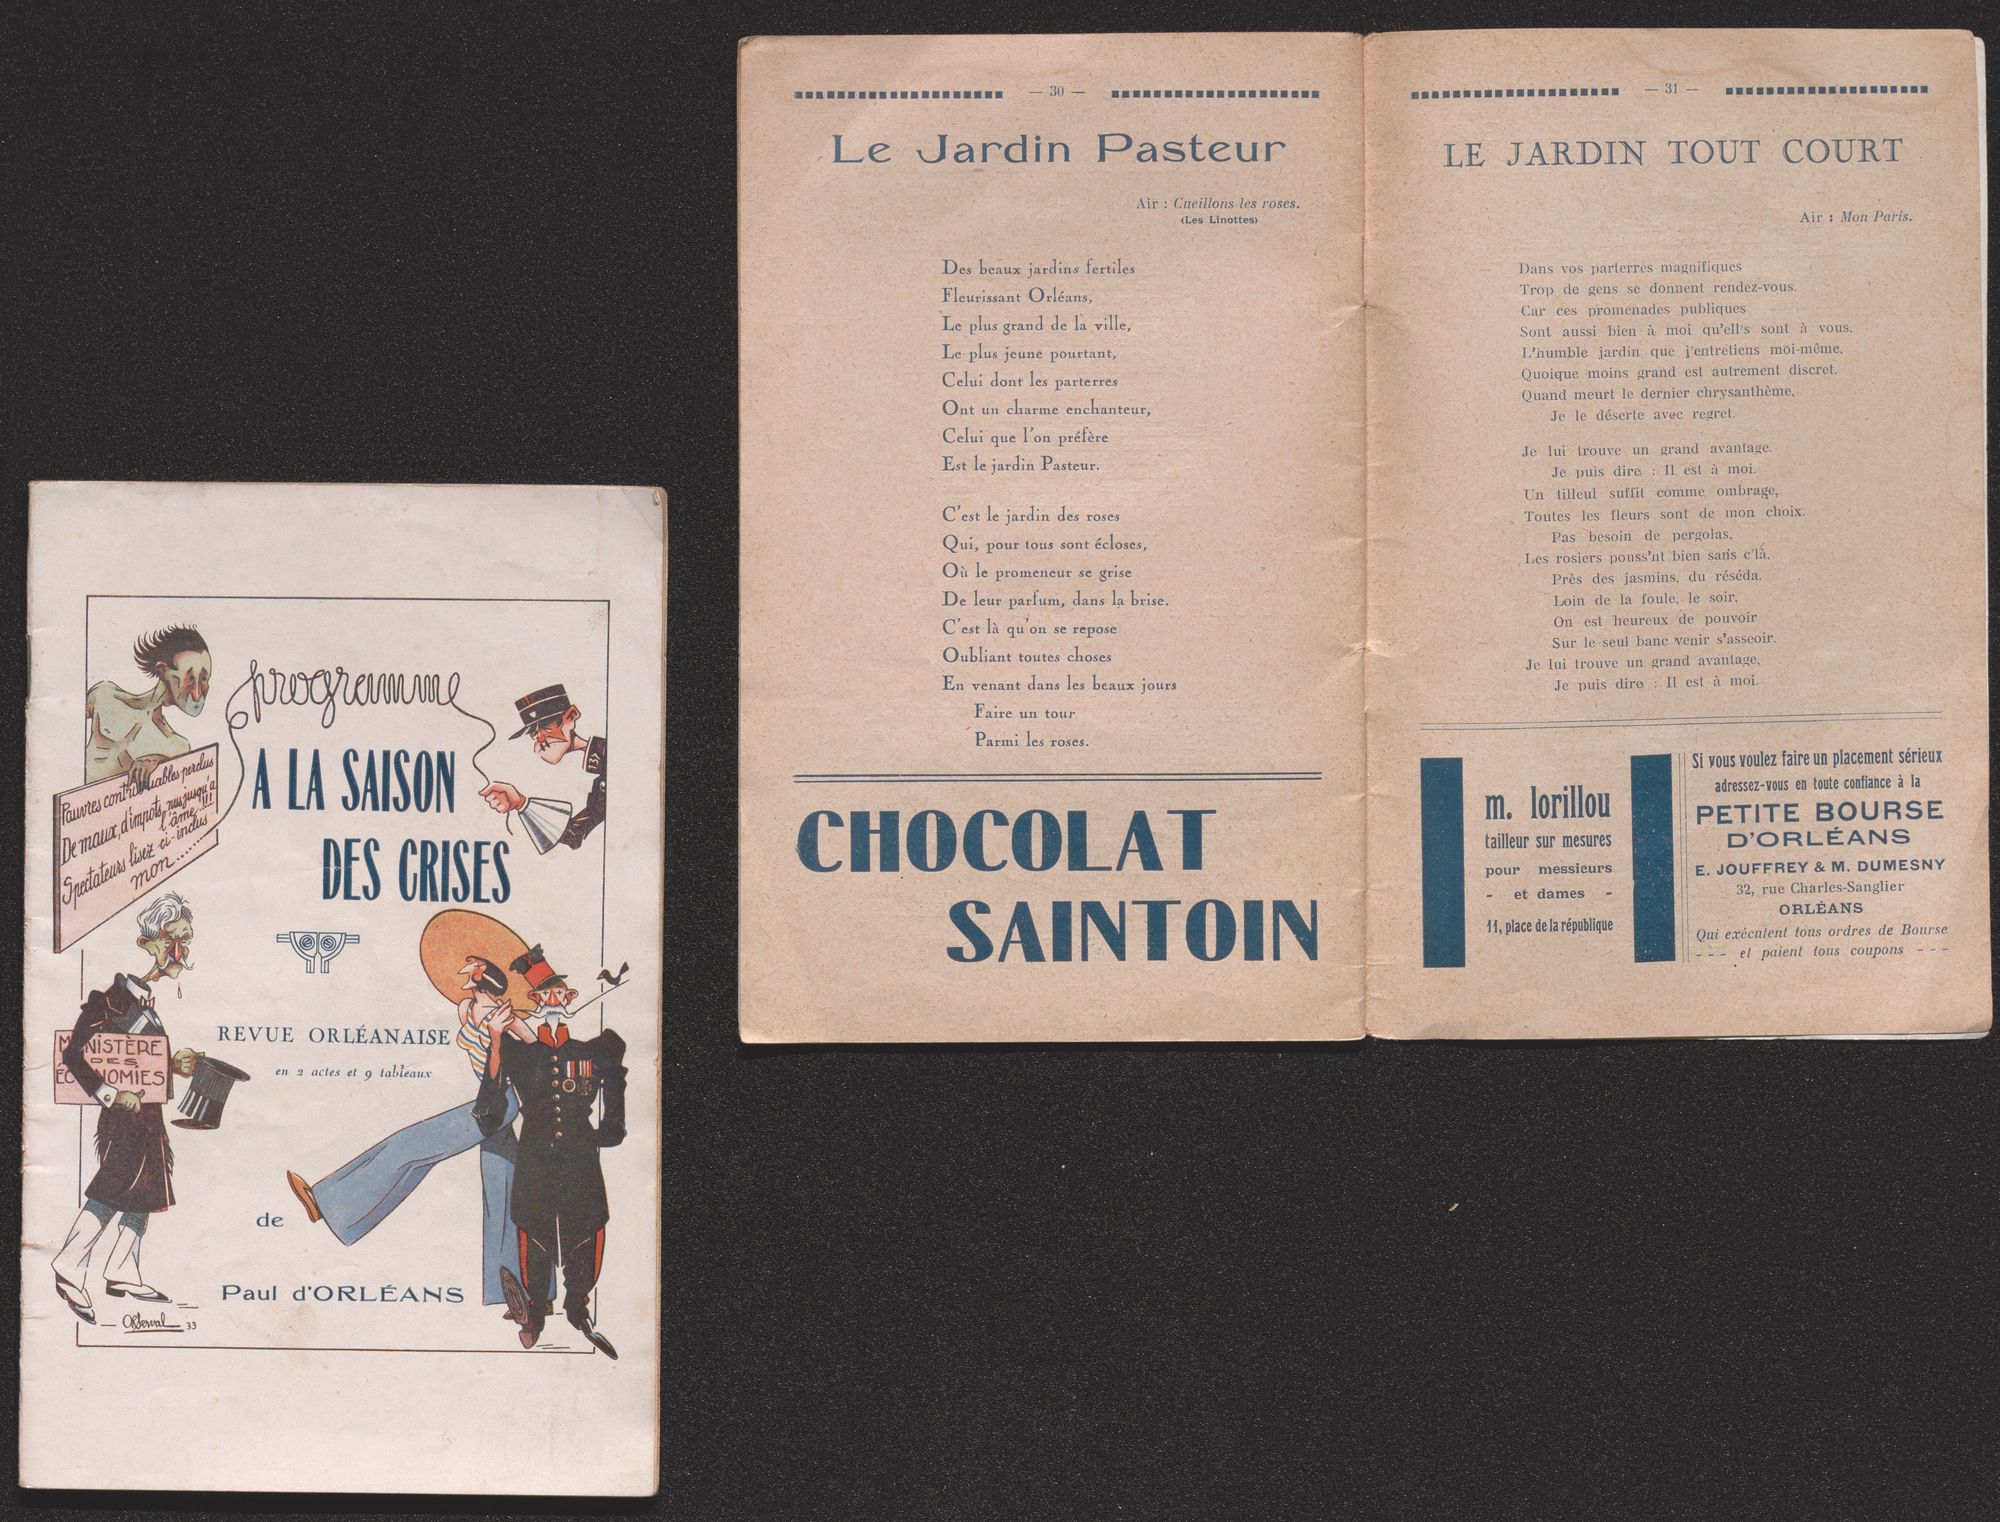 programme
A LA SAISON
DES CRISES
Pauvres contribuables perclus
De maux, d'impots, nus jusqu'à
l'âme !!!
Spectateurs lisez ci-inclus
mon..........
133
MINISTÈRE
DES
ÉCONOMIES
REVUE ORLÉANAISE
en 2 actes et 9 tableaux
de
Paul d'ORLÉANS
33
— 30 —
Le Jardin Pasteur
Air : Cueillons les roses.
(Les Linottes)
Des beaux jardins fertiles
Fleurissant Orléans,
Le plus grand de la ville,
Le plus jeune pourtant,
Celui dont les parterres
Ont un charme enchanteur,
Celui que l'on préfère
Est le jardin Pasteur.
C'est le jardin des roses
Qui, pour tous sont écloses,
Où le promeneur se grise
De leur parfum, dans la brise.
C'est là qu'on se repose
Oubliant toutes choses
En venant dans les beaux jours
Faire un tour
Parmi les roses.
CHOCOLAT
SAINTOIN
— 31 —
LE JARDIN TOUT COURT
Air : Mon Paris.
Dans vos parterres magnifiques
Trop de gens se donnent rendez-vous.
Car ces promenades publiques
Sont aussi bien à moi qu'ell's sont à vous.
L'humble jardin que j'entretiens moi-même,
Quoique moins grand est autrement discret.
Quand meurt le dernier chrysanthème,
Je le déserte avec regret.
Je lui trouve un grand avantage.
Je puis dire : Il est à moi.
Un tilleul suffit comme ombrage,
Toutes les fleurs sont de mon choix.
Pas besoin de pergolas,
Les rosiers pouss'nt bien sans c'là,
Près des jasmins, du réséda.
Loin de la foule, le soir,
On est heureux de pouvoir
Sur le seul banc venir s'asseoir.
Je lui trouve un grand avantage,
Je puis dire : Il est à moi.
m. lorillou
tailleur sur mesures
pour messieurs
- et dames -
11, place de la république
Si vous voulez faire un placement sérieux
adressez-vous en toute confiance à la
PETITE BOURSE
D'ORLÉANS
E. JOUFFREY & M. DUMESNY
32, rue Charles-Sanglier
ORLÉANS
Qui exécutent tous ordres de Bourse
- - - et paient tous coupons - - -